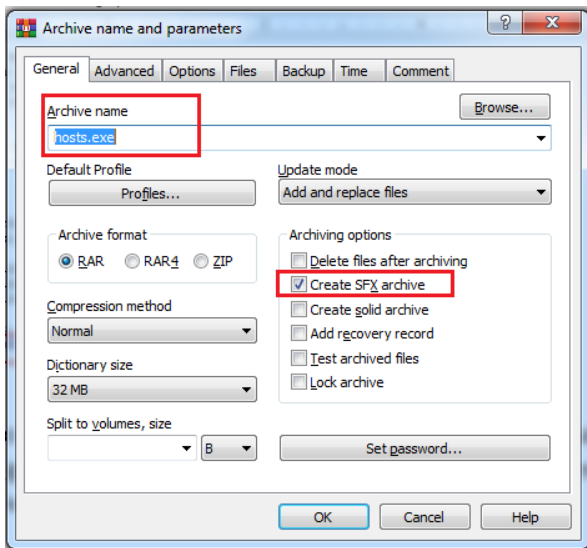 Archive name and parameters
General Advanced Options Files Backup Time Comment
Archive name
Browse...
hosts.exe
Default Profile
Profiles...
Update mode
Add and replace files
Archive format
RAR RAR4 ZIP
Archiving options
Delete files after archiving
Create SFX archive
Create solid archive
Add recovery record
Test archived files
Lock archive
Compression method
Normal
Dictionary size
32 MB
Split to volumes, size
B
Set password...
OK Cancel Help